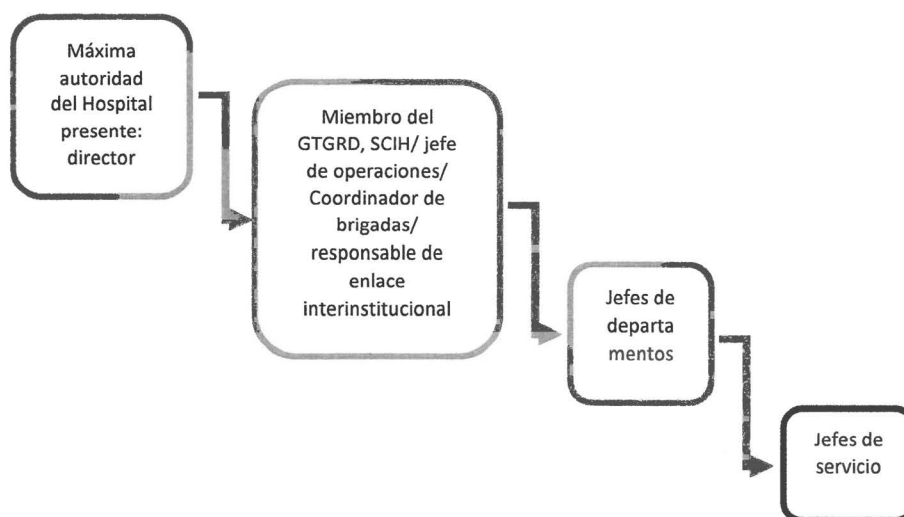 Máxima
autoridad
del Hospital
presente:
director
Miembro del
GTGRD, SCIH/ jefe
de operaciones/
Coordinador de
brigadas/
responsable de
enlace
interinstitucional
Jefes de
departa
mentos
Jefes de
servicio